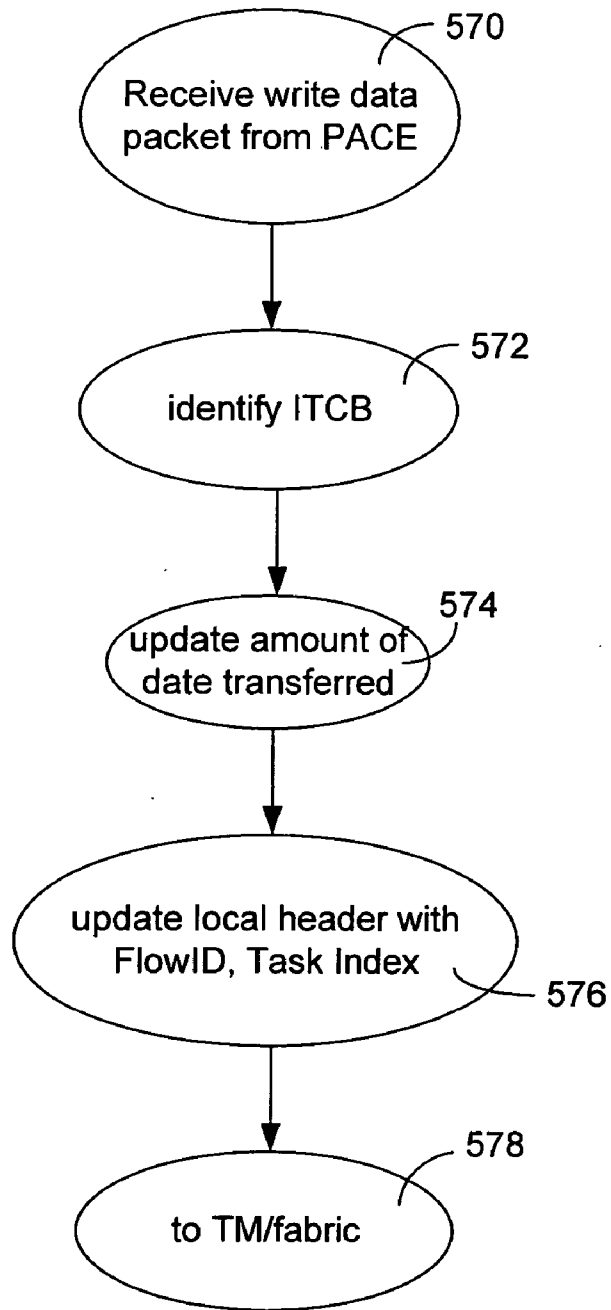 570
Receive write data
packet from PACE
572
identify ITCB
574
update amount of
date transferred
update local header with
FlowID, Task Index
576
578
to TM/fabric